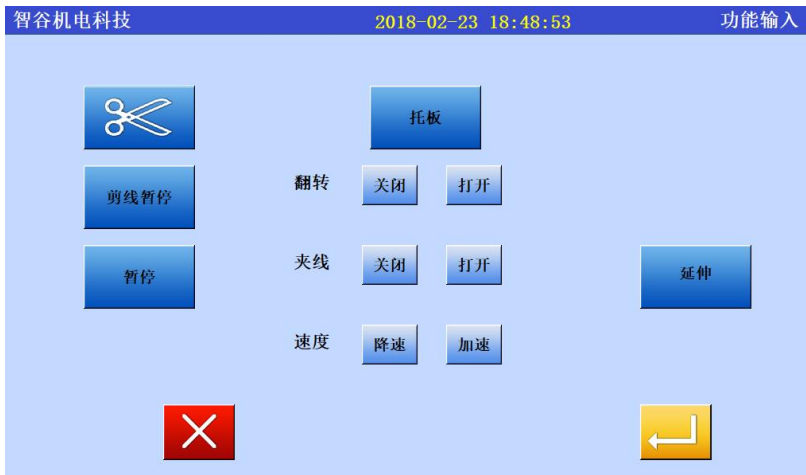 智谷机电科技 2018-02-23 18:48:53 功能输入
托板
剪线暂停 翻转 关闭 打开
暂停 夹线 关闭 打开 延伸
速度 降速 加速